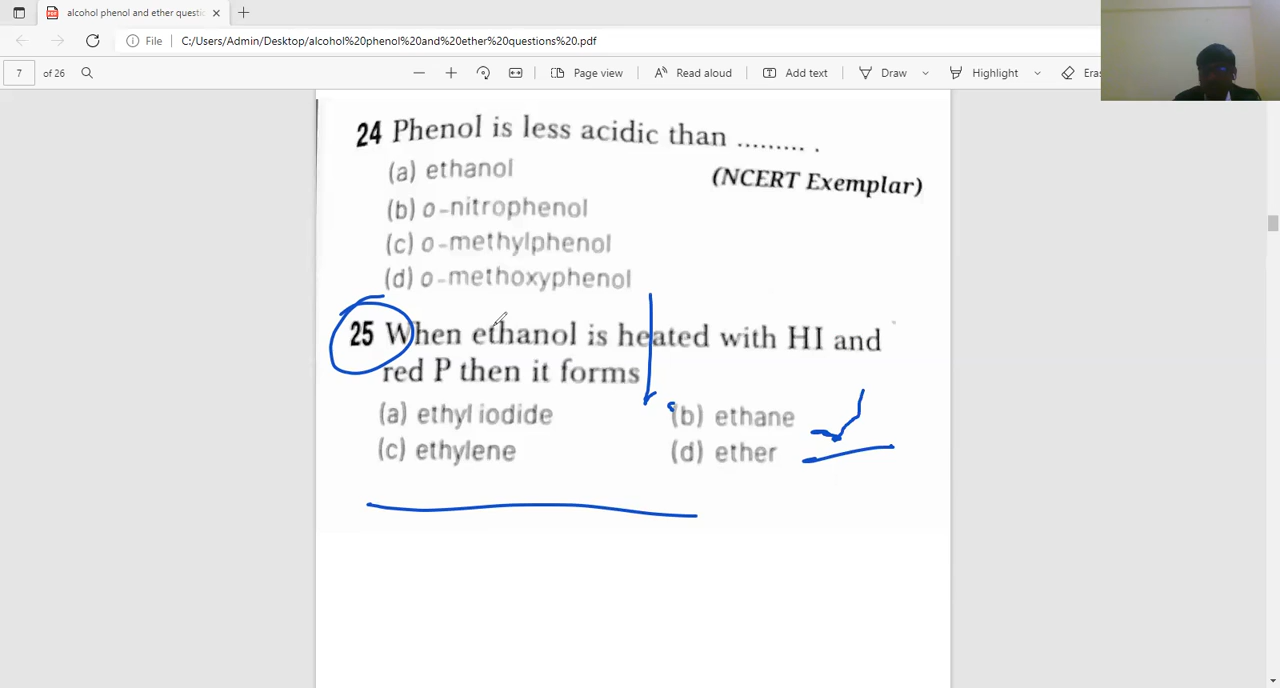 alcohol phenol and ether questi
File C:/Users/Admin/Desktop/alcohol%20phenol%20and%20ether%20questions%20.pdf
7 of 26 Page view Read aloud Add text Draw Highlight Eras
24 Phenol is less acidic than ......... .
(a) ethanol
(NCERT Exemplar)
(b) o-nitrophenol
(c) o-methylphenol
(d) o-methoxyphenol
25 When ethanol is heated with HI and
red P then it forms
(a) ethyl iodide (b) ethane
(c) ethylene (d) ether